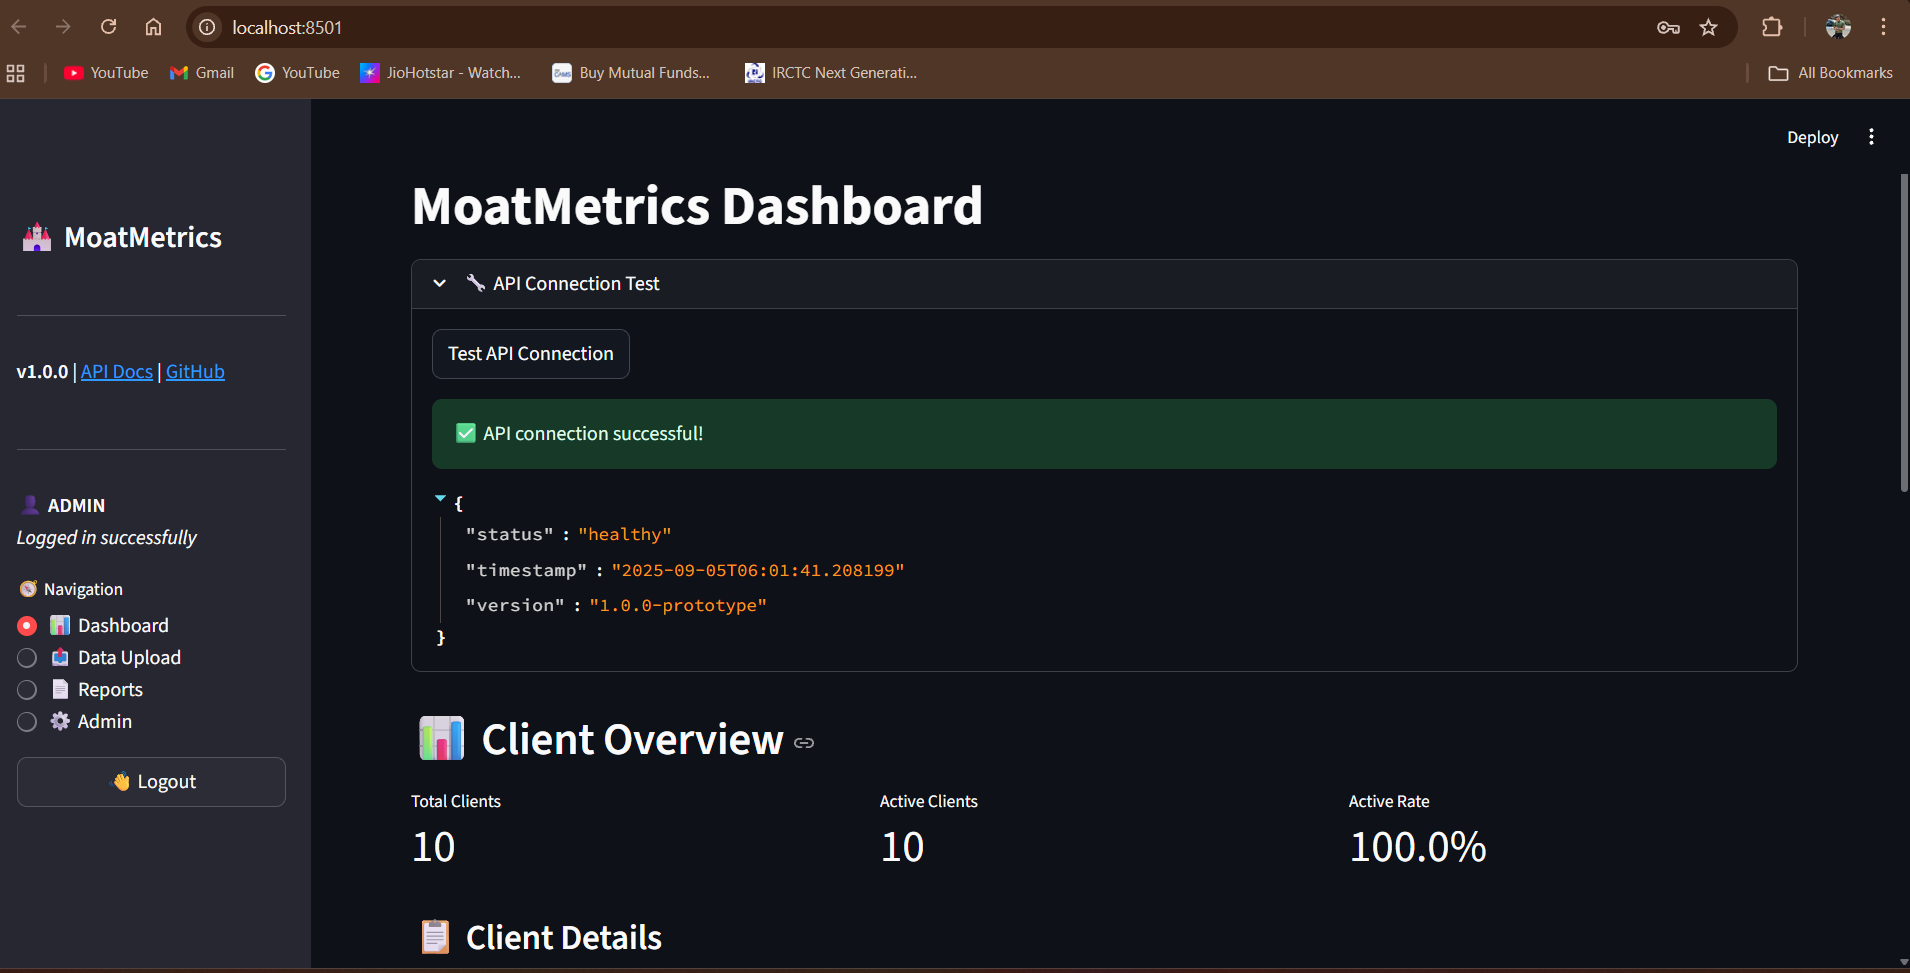 localhost:8501
YouTube
Gmail
YouTube
JioHotstar - Watch...
Buy Mutual Funds...
IRCTC Next Generati...
All Bookmarks
Deploy
MoatMetrics
v1.0.0 | API Docs | GitHub
ADMIN
Logged in successfully
Navigation
Dashboard
Data Upload
Reports
Admin
Logout
MoatMetrics Dashboard
API Connection Test
Test API Connection
API connection successful!
{
"status" : "healthy"
"timestamp" : "2025-09-05T06:01:41.208199"
"version" : "1.0.0-prototype"
}
Client Overview
Total Clients
10
Active Clients
10
Active Rate
100.0%
Client Details